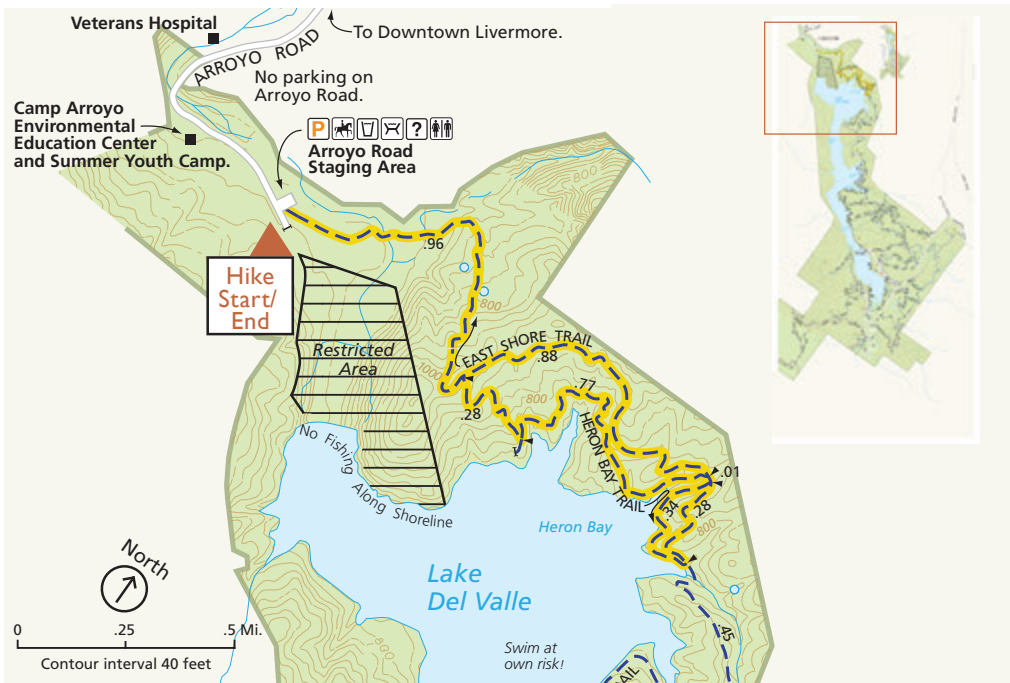 Veterans Hospital
To Downtown Livermore.
ARROYO ROAD
No parking on
Arroyo Road.
Camp Arroyo
Environmental
Education Center
and Summer Youth Camp.
P
?
Arroyo Road
Staging Area
800
.96
Hike
Start/
End
800
Restricted
Area
1000
EAST SHORE TRAIL
.88
.77
.28
800
HERON BAY TRAIL
No Fishing Along Shoreline
.01
.34
.28
800
Heron Bay
North
Lake
Del Valle
0 .25 .5 Mi.
Contour interval 40 feet
Swim at
own risk!
.45
800
AIL